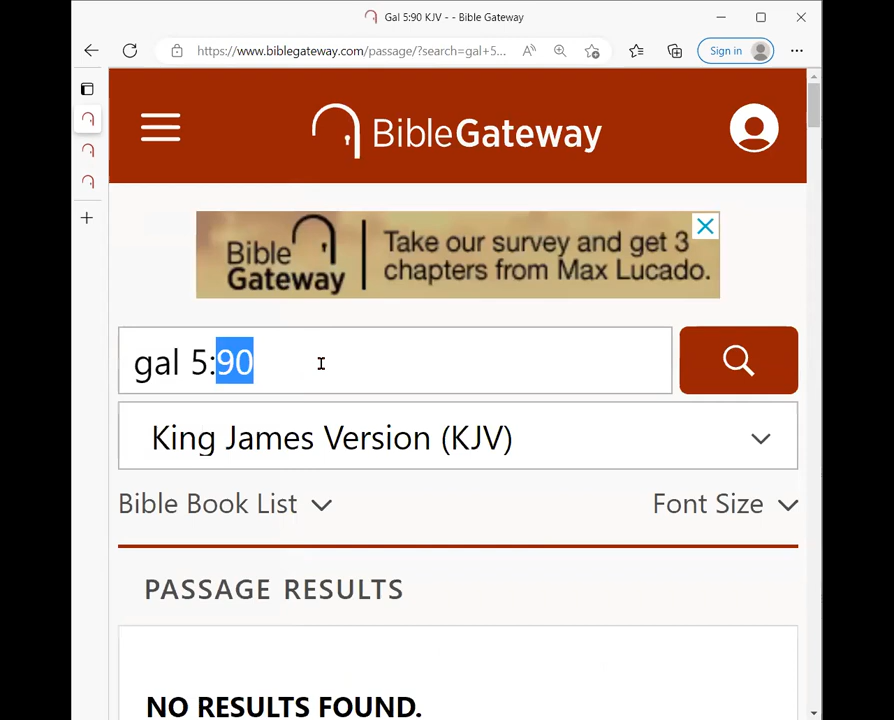 Gal 5:90 KJV - - Bible Gateway
https://www.biblegateway.com/passage/?search=gal+5...
Sign in
BibleGateway
Bible Gateway
Take our survey and get 3 chapters from Max Lucado.
gal 5:90
King James Version (KJV)
Bible Book List
Font Size
PASSAGE RESULTS
NO RESULTS FOUND.